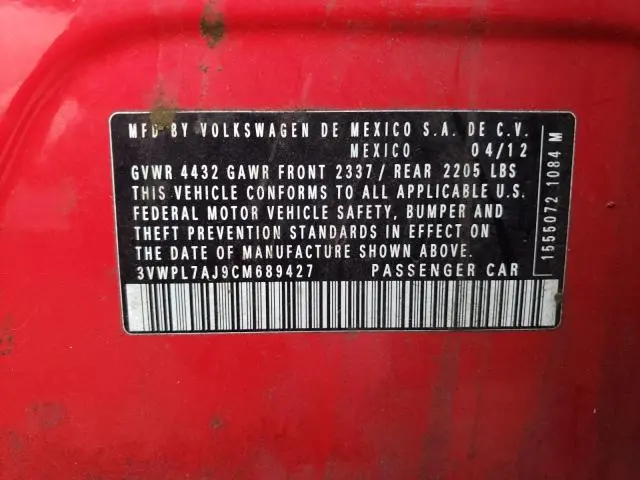 MFD BY VOLKSWAGEN DE MEXICO S.A. DE C.V.
MEXICO 04/12
GVWR 4432 GAWR FRONT 2337 / REAR 2205 LBS
THIS VEHICLE CONFORMS TO ALL APPLICABLE U.S.
FEDERAL MOTOR VEHICLE SAFETY, BUMPER AND
THEFT PREVENTION STANDARDS IN EFFECT ON
THE DATE OF MANUFACTURE SHOWN ABOVE.
3VWPL7AJ9CM689427 PASSENGER CAR
1555072 1084 M